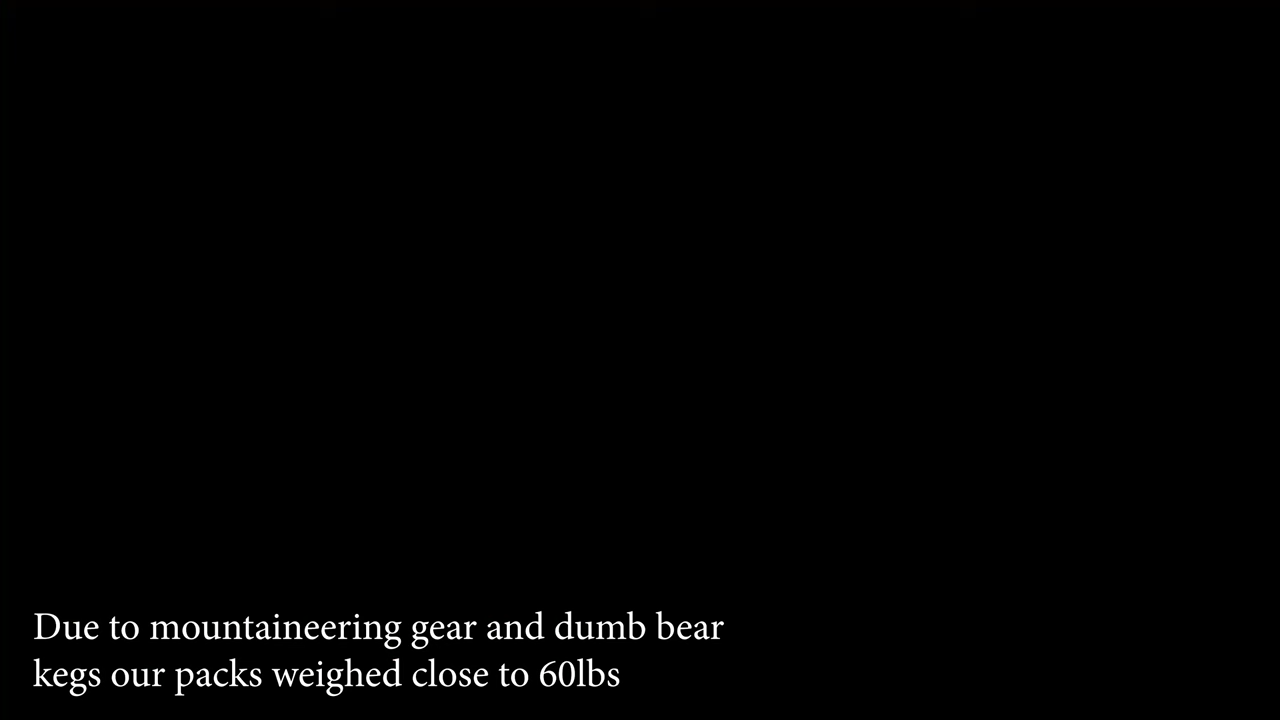 Due to mountaineering gear and dumb bear
kegs our packs weighed close to 60lbs